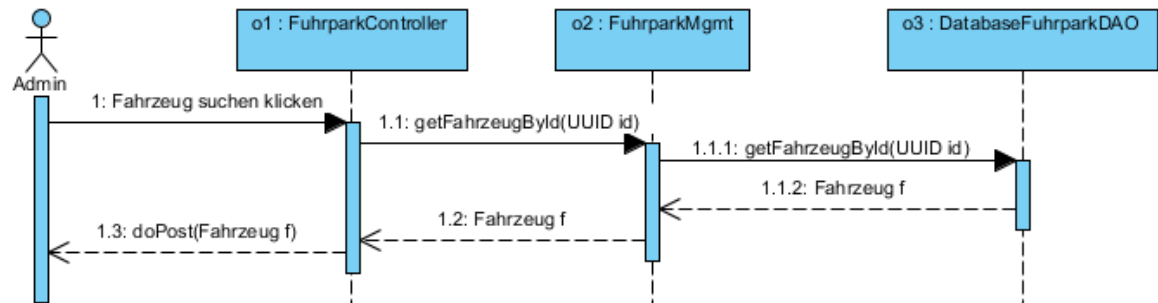 o1 : FuhrparkController
o2 : FuhrparkMgmt
o3 : DatabaseFuhrparkDAO
Admin
1: Fahrzeug suchen klicken
1.1: getFahrzeugById(UUID id)
1.1.1: getFahrzeugById(UUID id)
1.1.2: Fahrzeug f
1.2: Fahrzeug f
1.3: doPost(Fahrzeug f)